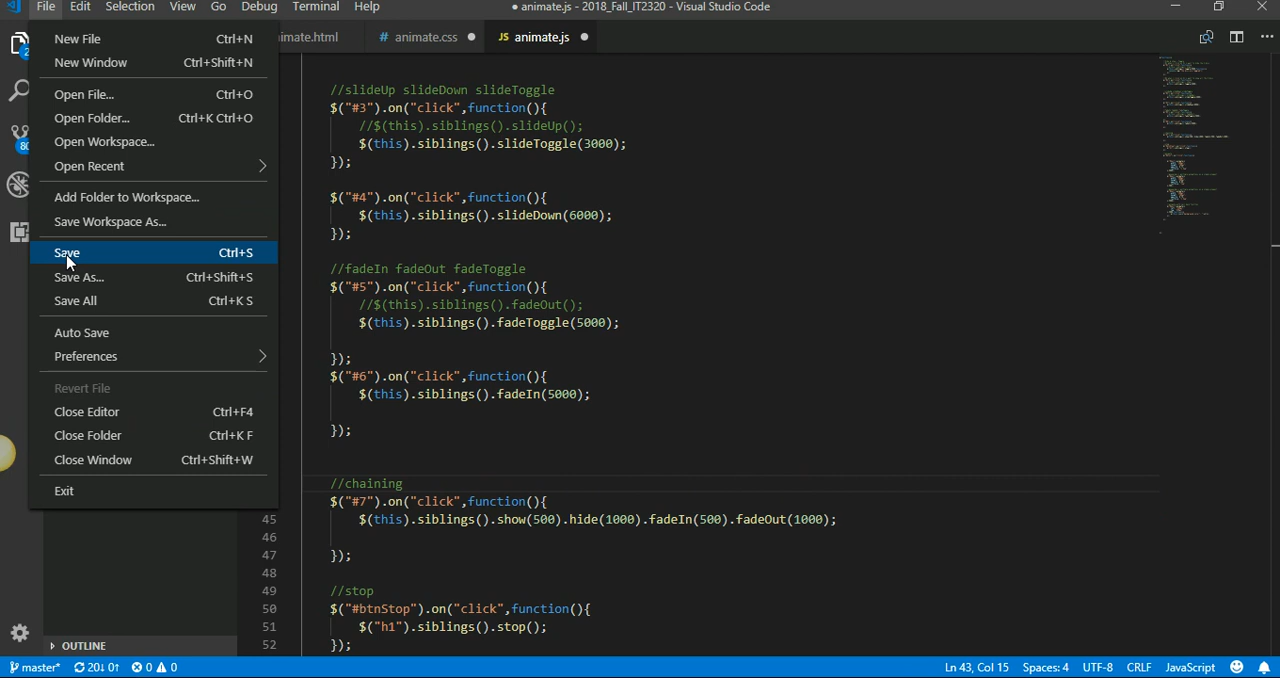 File Edit Selection View Go Debug Terminal Help
● animate.js - 2018_Fall_IT2320 - Visual Studio Code
imate.html # animate.css ● JS animate.js ●
New File Ctrl+N
New Window Ctrl+Shift+N
Open File... Ctrl+O
Open Folder... Ctrl+K Ctrl+O
Open Workspace...
Open Recent
Add Folder to Workspace...
Save Workspace As...
Save Ctrl+S
Save As... Ctrl+Shift+S
Save All Ctrl+K S
Auto Save
Preferences
Revert File
Close Editor Ctrl+F4
Close Folder Ctrl+K F
Close Window Ctrl+Shift+W
Exit
2
80
//slideUp slideDown slideToggle
$("#3").on("click",function(){
//$(this).siblings().slideUp();
$(this).siblings().slideToggle(3000);
});
$("#4").on("click",function(){
$(this).siblings().slideDown(6000);
});
//fadeIn fadeOut fadeToggle
$("#5").on("click",function(){
//$(this).siblings().fadeOut();
$(this).siblings().fadeToggle(5000);
});
$("#6").on("click",function(){
$(this).siblings().fadeIn(5000);
});
//chaining
$("#7").on("click",function(){
45 $(this).siblings().show(500).hide(1000).fadeIn(500).fadeOut(1000);
46
47 });
48
49 //stop
50 $("#btnStop").on("click",function(){
51 $("h1").siblings().stop();
52 });
OUTLINE
master* 20↓ 0↑ 0 0 Ln 43, Col 15 Spaces: 4 UTF-8 CRLF JavaScript